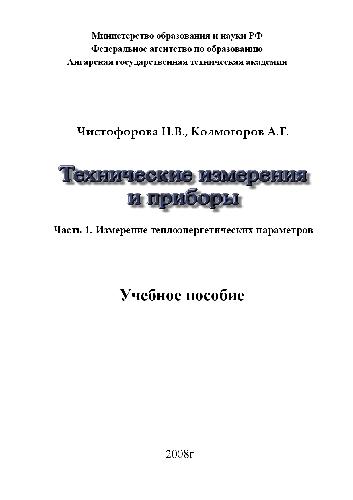 Министерство образования и науки РФ
Федеральное агентство по образованию
Ангарская государственная техническая академия
Чистофорова Н.В., Колмогоров А.Г.
Технические измерения
и приборы
Часть 1. Измерение теплоэнергетических параметров
Учебное пособие
2008г